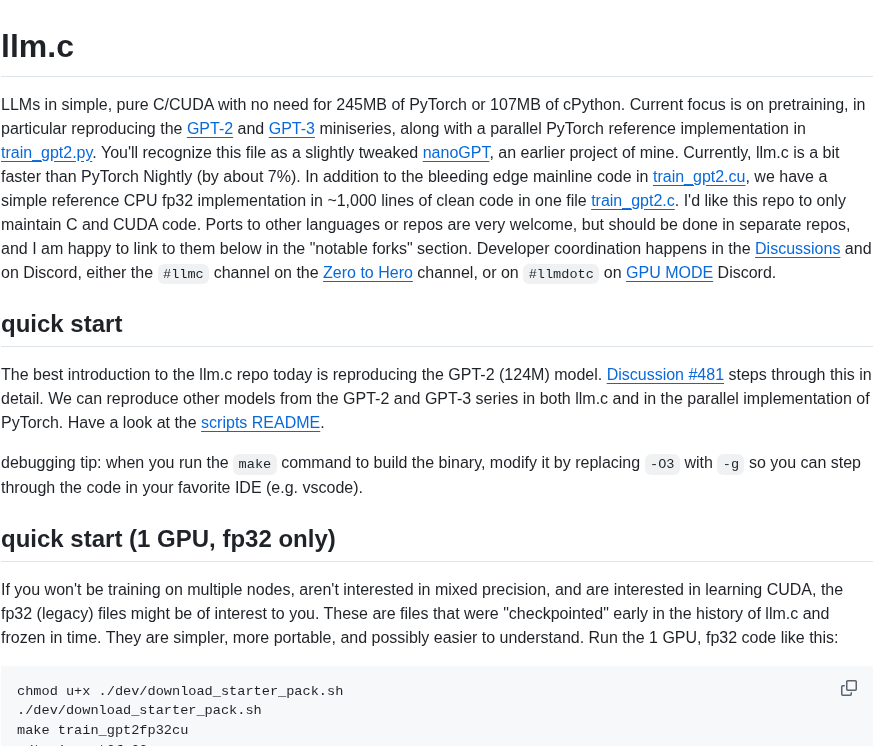 llm.c
LLMs in simple, pure C/CUDA with no need for 245MB of PyTorch or 107MB of cPython. Current focus is on pretraining, in
particular reproducing the GPT-2 and GPT-3 miniseries, along with a parallel PyTorch reference implementation in
train_gpt2.py. You'll recognize this file as a slightly tweaked nanoGPT, an earlier project of mine. Currently, llm.c is a bit
faster than PyTorch Nightly (by about 7%). In addition to the bleeding edge mainline code in train_gpt2.cu, we have a
simple reference CPU fp32 implementation in ~1,000 lines of clean code in one file train_gpt2.c. I'd like this repo to only
maintain C and CUDA code. Ports to other languages or repos are very welcome, but should be done in separate repos,
and I am happy to link to them below in the "notable forks" section. Developer coordination happens in the Discussions and
on Discord, either the #llmc channel on the Zero to Hero channel, or on #llmdotc on GPU MODE Discord.
quick start
The best introduction to the llm.c repo today is reproducing the GPT-2 (124M) model. Discussion #481 steps through this in
detail. We can reproduce other models from the GPT-2 and GPT-3 series in both llm.c and in the parallel implementation of
PyTorch. Have a look at the scripts README.
debugging tip: when you run the make command to build the binary, modify it by replacing -O3 with -g so you can step
through the code in your favorite IDE (e.g. vscode).
quick start (1 GPU, fp32 only)
If you won't be training on multiple nodes, aren't interested in mixed precision, and are interested in learning CUDA, the
fp32 (legacy) files might be of interest to you. These are files that were "checkpointed" early in the history of llm.c and
frozen in time. They are simpler, more portable, and possibly easier to understand. Run the 1 GPU, fp32 code like this:
chmod u+x ./dev/download_starter_pack.sh
./dev/download_starter_pack.sh
make train_gpt2fp32cu